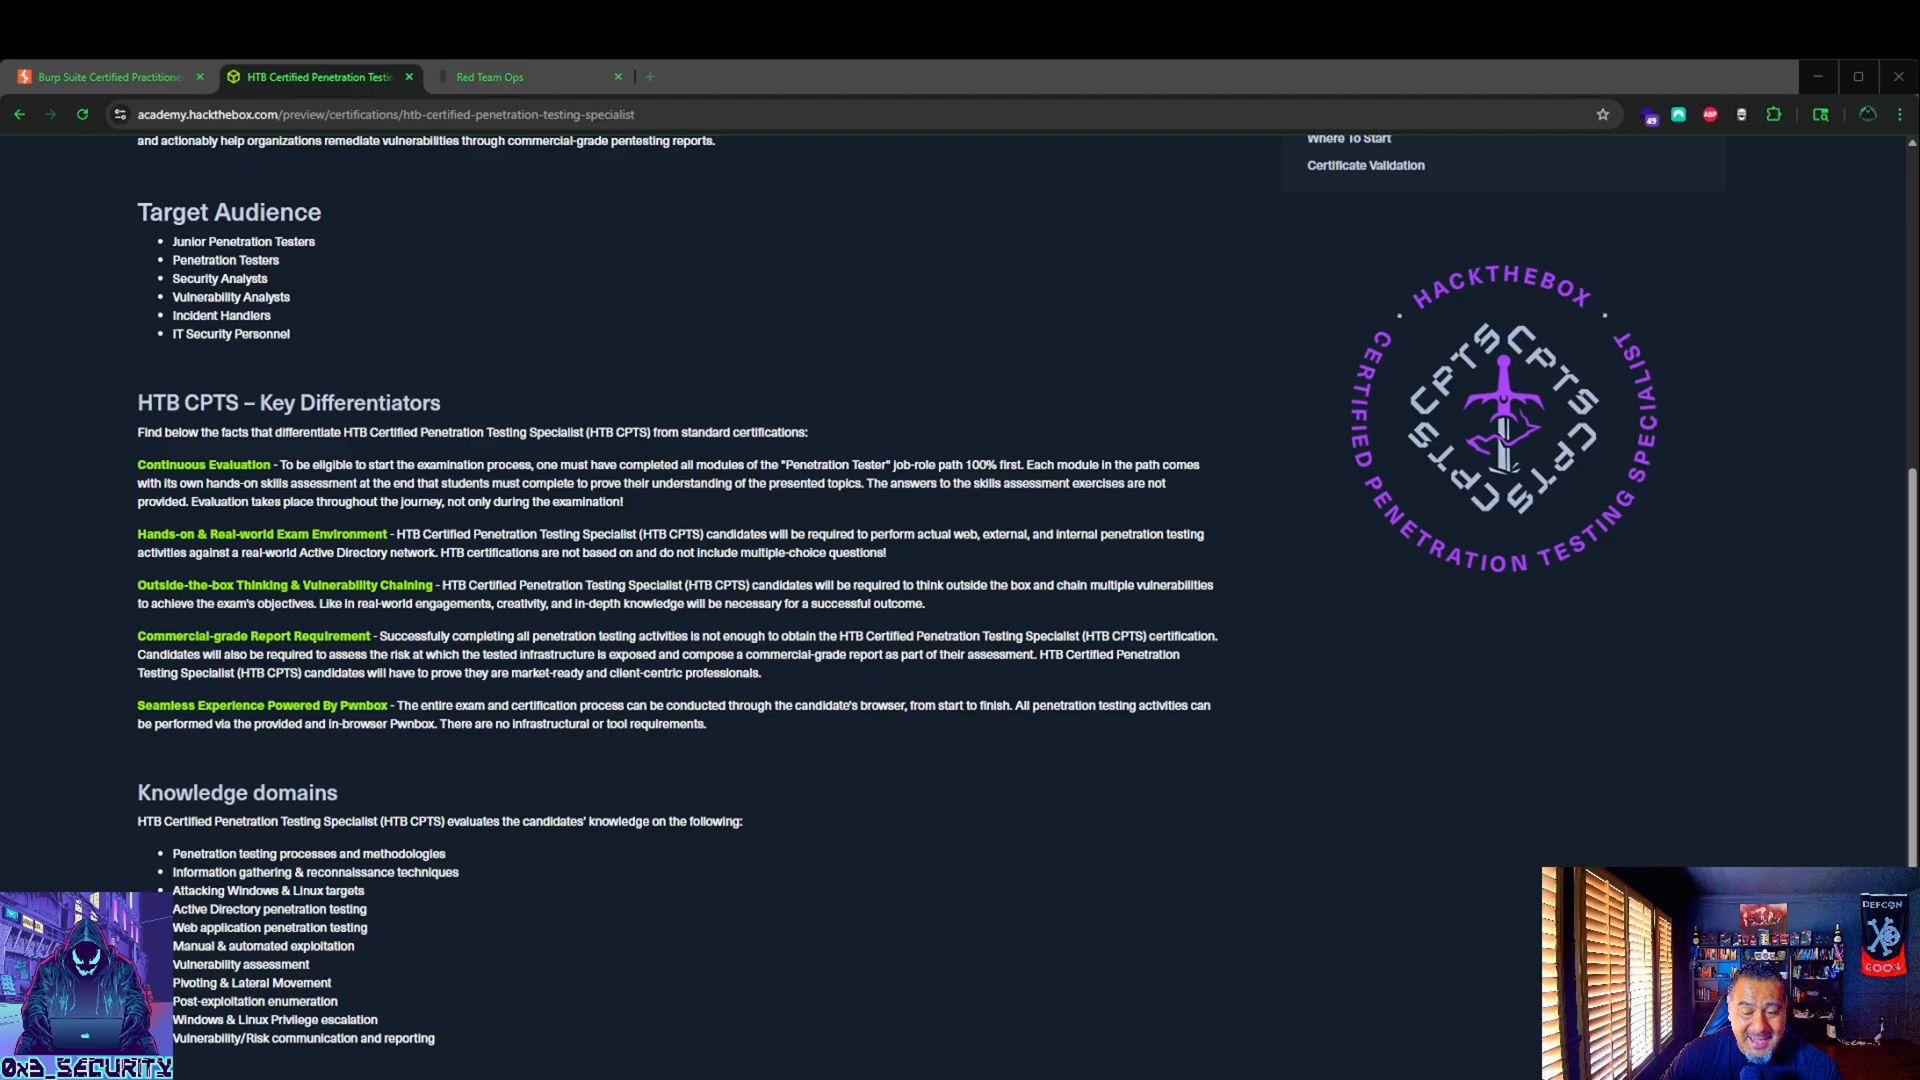 Burp Suite Certified Practitione
HTB Certified Penetration Testin
Red Team Ops
academy.hackthebox.com/preview/certifications/htb-certified-penetration-testing-specialist
49
ABP
and actionably help organizations remediate vulnerabilities through commercial-grade pentesting reports.
Where To Start
Certificate Validation
Target Audience
Junior Penetration Testers
Penetration Testers
Security Analysts
Vulnerability Analysts
Incident Handlers
IT Security Personnel
HACKTHEBOX
CERTIFIED PENETRATION TESTING SPECIALIST
CPTS CPTS
CPTS CPTS
HTB CPTS – Key Differentiators
Find below the facts that differentiate HTB Certified Penetration Testing Specialist (HTB CPTS) from standard certifications:
Continuous Evaluation - To be eligible to start the examination process, one must have completed all modules of the "Penetration Tester" job-role path 100% first. Each module in the path comes
with its own hands-on skills assessment at the end that students must complete to prove their understanding of the presented topics. The answers to the skills assessment exercises are not
provided. Evaluation takes place throughout the journey, not only during the examination!
Hands-on & Real-world Exam Environment - HTB Certified Penetration Testing Specialist (HTB CPTS) candidates will be required to perform actual web, external, and internal penetration testing
activities against a real-world Active Directory network. HTB certifications are not based on and do not include multiple-choice questions!
Outside-the-box Thinking & Vulnerability Chaining - HTB Certified Penetration Testing Specialist (HTB CPTS) candidates will be required to think outside the box and chain multiple vulnerabilities
to achieve the exam's objectives. Like in real-world engagements, creativity, and in-depth knowledge will be necessary for a successful outcome.
Commercial-grade Report Requirement - Successfully completing all penetration testing activities is not enough to obtain the HTB Certified Penetration Testing Specialist (HTB CPTS) certification.
Candidates will also be required to assess the risk at which the tested infrastructure is exposed and compose a commercial-grade report as part of their assessment. HTB Certified Penetration
Testing Specialist (HTB CPTS) candidates will have to prove they are market-ready and client-centric professionals.
Seamless Experience Powered By Pwnbox - The entire exam and certification process can be conducted through the candidate's browser, from start to finish. All penetration testing activities can
be performed via the provided and in-browser Pwnbox. There are no infrastructural or tool requirements.
Knowledge domains
HTB Certified Penetration Testing Specialist (HTB CPTS) evaluates the candidates' knowledge on the following:
Penetration testing processes and methodologies
Information gathering & reconnaissance techniques
Attacking Windows & Linux targets
Active Directory penetration testing
Web application penetration testing
Manual & automated exploitation
Vulnerability assessment
Pivoting & Lateral Movement
Post-exploitation enumeration
Windows & Linux Privilege escalation
Vulnerability/Risk communication and reporting
0x3_SECURITY
DEFCON
GOON